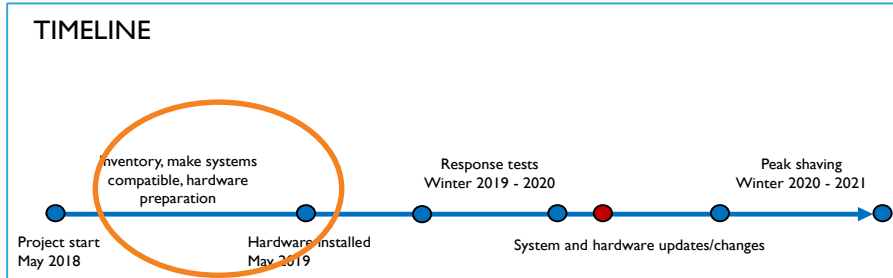 TIMELINE
Inventory, make systems
compatible, hardware
preparation
Response tests
Winter 2019 - 2020
Peak shaving
Winter 2020 - 2021
Project start
May 2018
Hardware installed
May 2019
System and hardware updates/changes